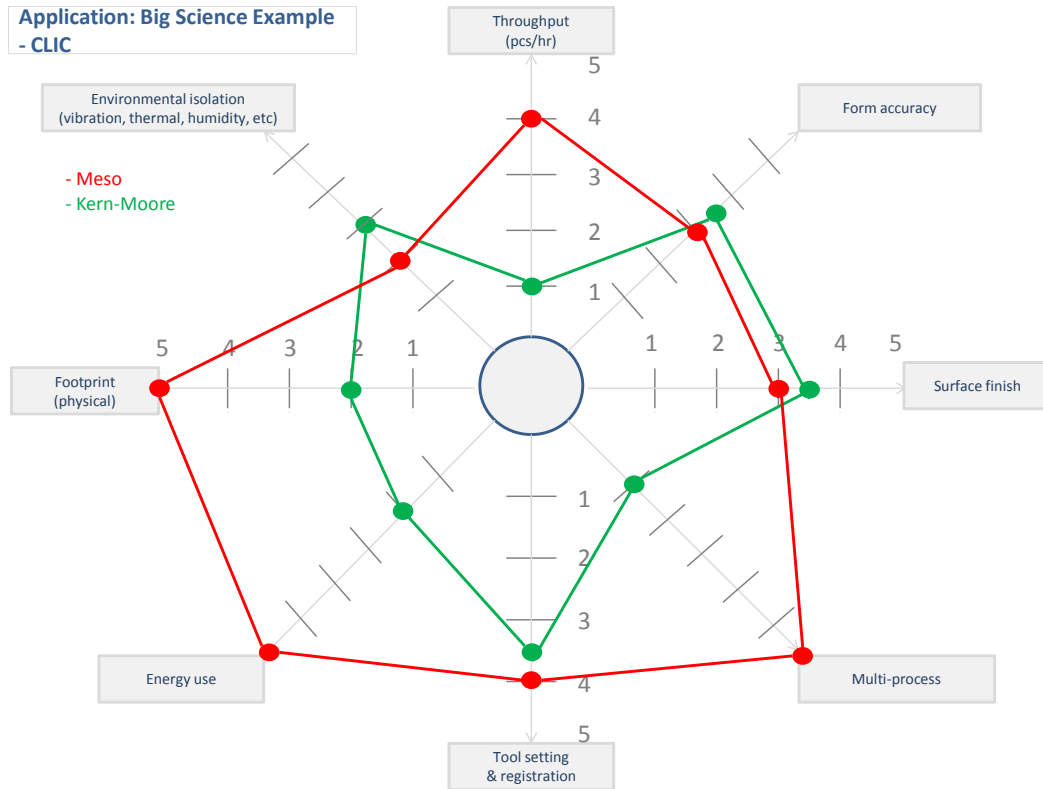 Application: Big Science Example
- CLIC
Throughput
(pcs/hr)
5
Environmental isolation
(vibration, thermal, humidity, etc)
Form accuracy
4
- Meso
- Kern-Moore
3
2
1
5 4 3 2 1
1 2 3 4 5
Footprint
(physical)
Surface finish
1
2
3
Energy use
Multi-process
4
5
Tool setting
& registration